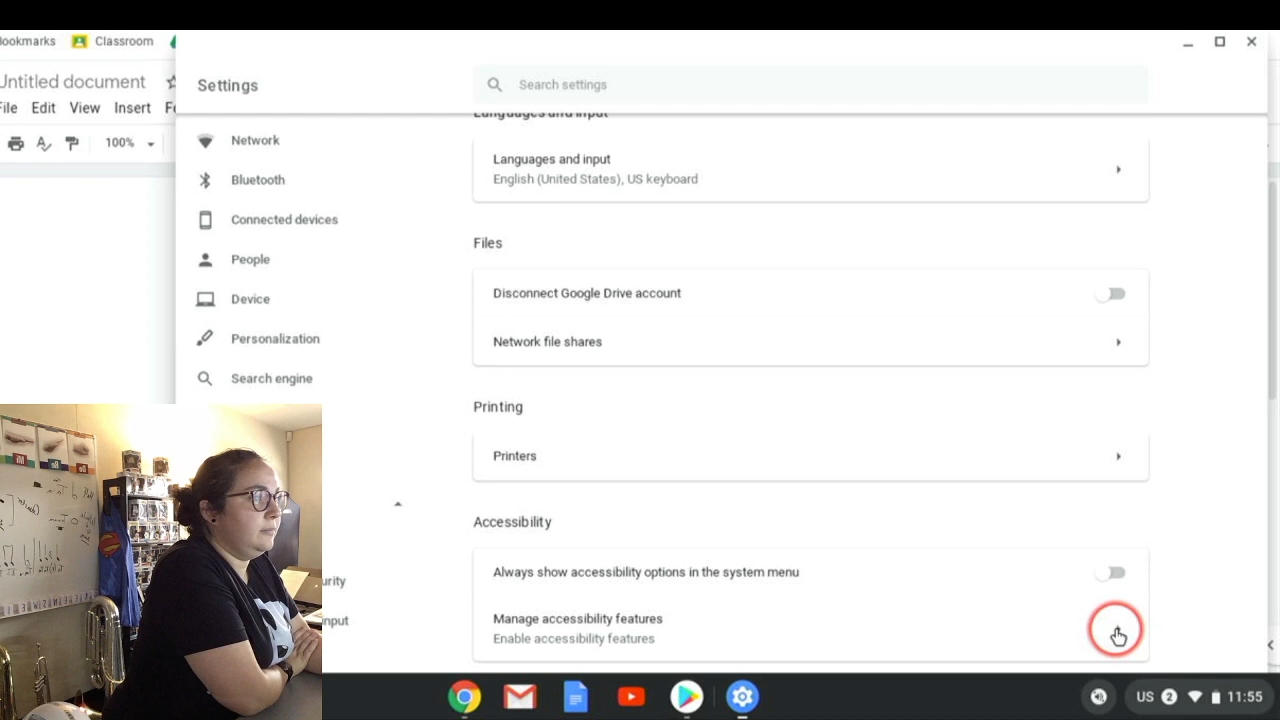 ookmarks
Classroom
Untitled document
File Edit View Insert
100%
Settings
Search settings
Network
Bluetooth
Connected devices
People
Device
Personalization
Search engine
urity
nput
Languages and input
Languages and input
English (United States), US keyboard
Files
Disconnect Google Drive account
Network file shares
Printing
Printers
Accessibility
Always show accessibility options in the system menu
Manage accessibility features
Enable accessibility features
US 2 11:55